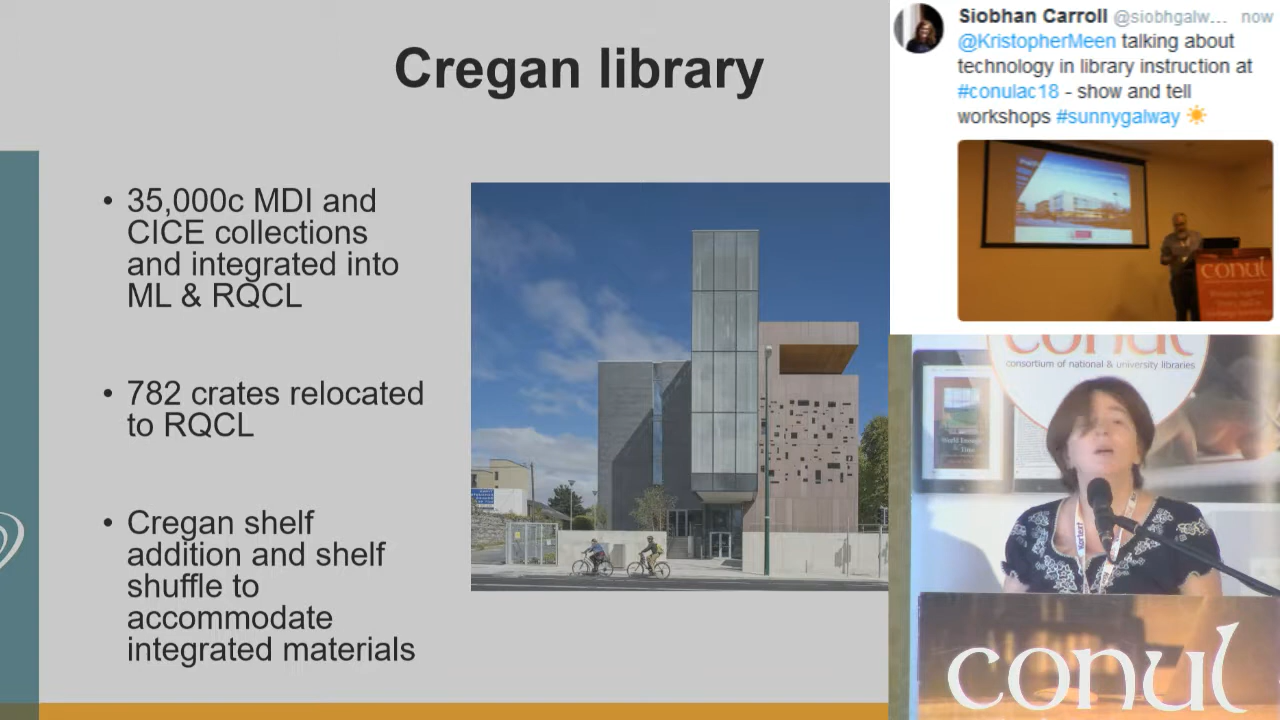 Cregan library
• 35,000c MDI and
CICE collections
and integrated into
ML & RQCL
• 782 crates relocated
to RQCL
• Cregan shelf
addition and shelf
shuffle to
accommodate
integrated materials
Siobhan Carroll @siobhgalw... now
@KristopherMeen talking about
technology in library instruction at
#conulac18 - show and tell
workshops #sunnygalway ☀
conul
conul
consortium of national & university libraries
conul